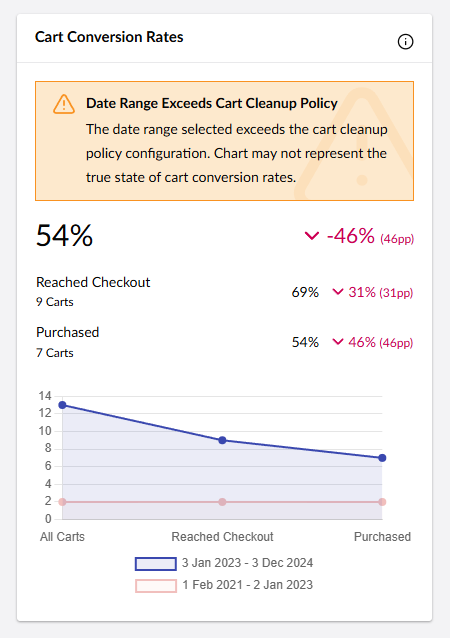 Cart Conversion Rates
Date Range Exceeds Cart Cleanup Policy
The date range selected exceeds the cart cleanup
policy configuration. Chart may not represent the
true state of cart conversion rates.
54% -46% (46pp)
Reached Checkout
9 Carts
69% 31% (31pp)
Purchased
7 Carts
54% 46% (46pp)
14
12
10
8
6
4
2
0
All Carts Reached Checkout Purchased
3 Jan 2023 - 3 Dec 2024
1 Feb 2021 - 2 Jan 2023